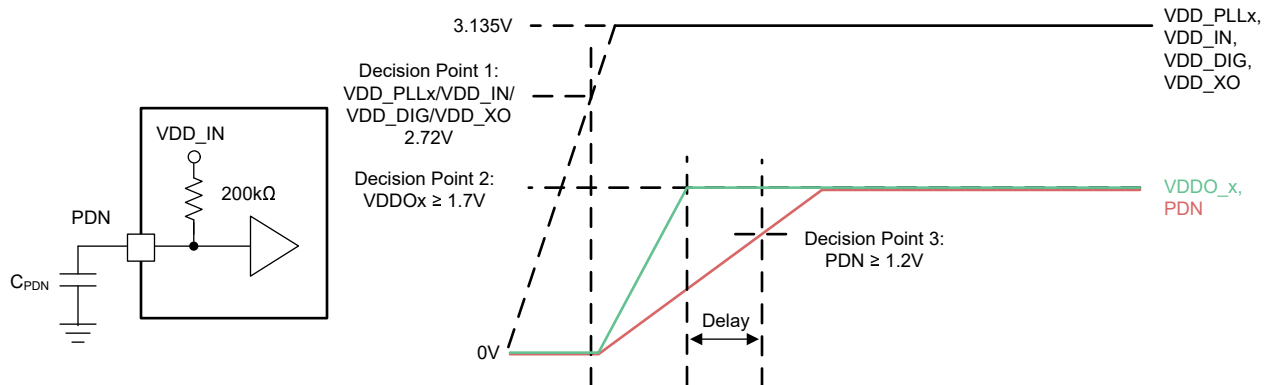 VDD_IN
200kΩ
PDN
CPDN
3.135V
Decision Point 1:
VDD_PLLx/VDD_IN/
VDD_DIG/VDD_XO
2.72V
Decision Point 2:
VDDOx ≥ 1.7V
0V
Decision Point 3:
PDN ≥ 1.2V
Delay
VDD_PLLx,
VDD_IN,
VDD_DIG,
VDD_XO
VDDO_x,
PDN